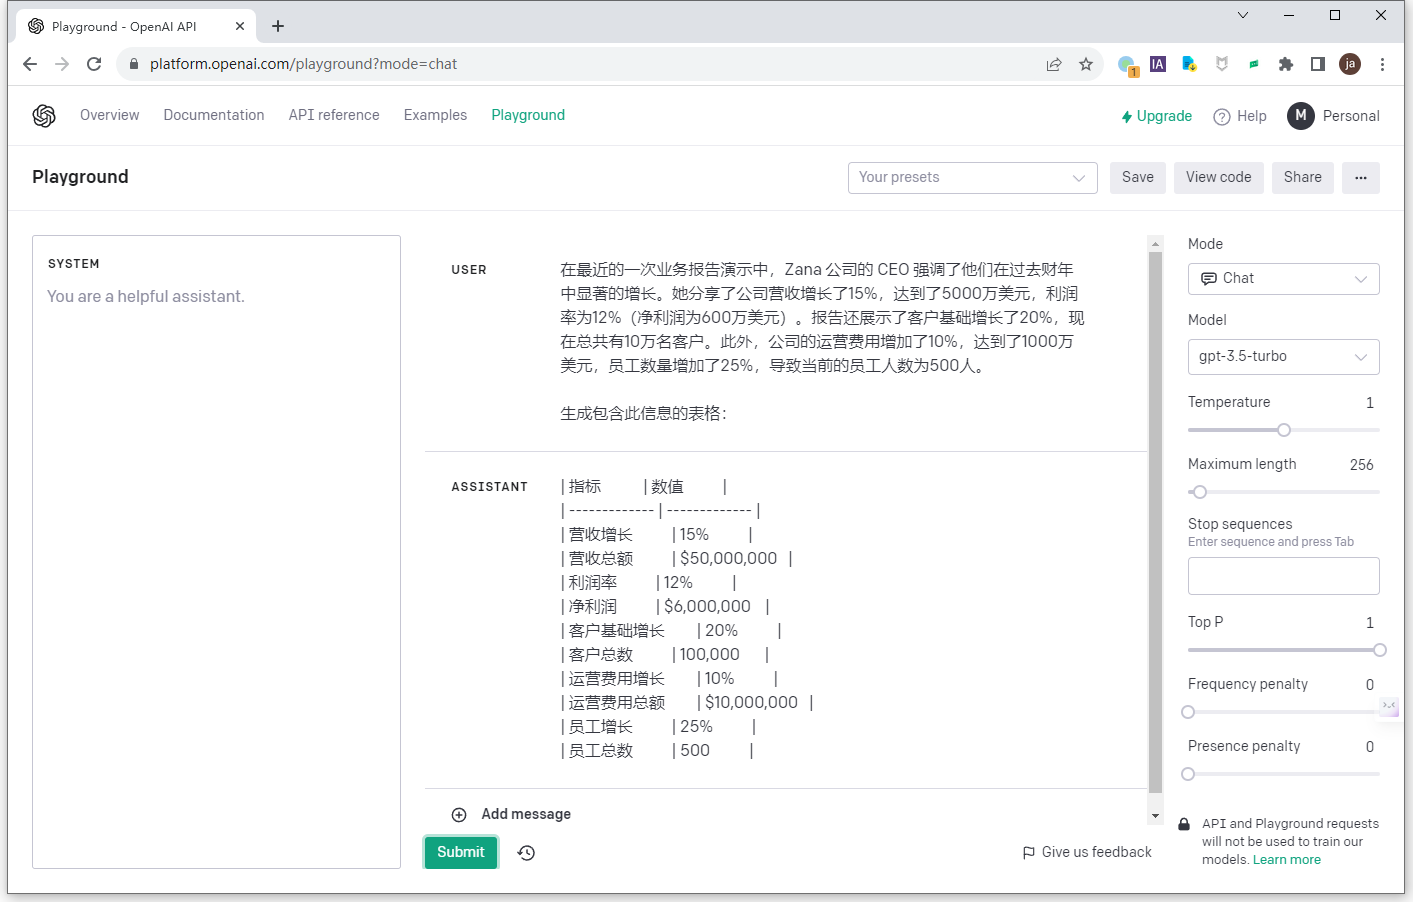 Playground - OpenAI API
platform.openai.com/playground?mode=chat
1
IA
ja
Overview
Documentation
API reference
Examples
Playground
Upgrade
Help
M
Personal
Playground
Your presets
Save
View code
Share
...
SYSTEM
You are a helpful assistant.
USER
在最近的一次业务报告演示中，Zana 公司的 CEO 强调了他们在过去财年
中显著的增长。她分享了公司营收增长了15%，达到了5000万美元，利润
率为12%（净利润为600万美元）。报告还展示了客户基础增长了20%，现
在总共有10万名客户。此外，公司的运营费用增加了10%，达到了1000万
美元，员工数量增加了25%，导致当前的员工人数为500人。
生成包含此信息的表格：
ASSISTANT
| 指标 | 数值 |
| ------------- | ------------- |
| 营收增长 | 15% |
| 营收总额 | $50,000,000 |
| 利润率 | 12% |
| 净利润 | $6,000,000 |
| 客户基础增长 | 20% |
| 客户总数 | 100,000 |
| 运营费用增长 | 10% |
| 运营费用总额 | $10,000,000 |
| 员工增长 | 25% |
| 员工总数 | 500 |
Add message
Submit
Give us feedback
Mode
Chat
Model
gpt-3.5-turbo
Temperature 1
Maximum length 256
Stop sequences
Enter sequence and press Tab
Top P 1
Frequency penalty 0
Presence penalty 0
API and Playground requests
will not be used to train our
models. Learn more